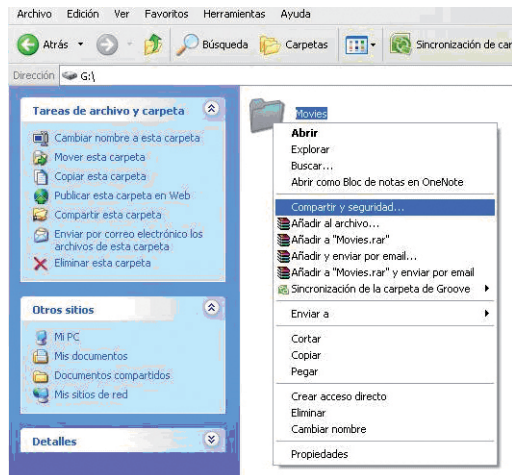 Archivo Edición Ver Favoritos Herramientas Ayuda
Atrás Búsqueda Carpetas Sincronización de car
Dirección G:\
Tareas de archivo y carpeta
Cambiar nombre a esta carpeta
Mover esta carpeta
Copiar esta carpeta
Publicar esta carpeta en Web
Compartir esta carpeta
Enviar por correo electrónico los
archivos de esta carpeta
Eliminar esta carpeta
Otros sitios
Mi PC
Mis documentos
Documentos compartidos
Mis sitios de red
Detalles
Movies
Abrir
Explorar
Buscar...
Abrir como Bloc de notas en OneNote
Compartir y seguridad...
Añadir al archivo...
Añadir a "Movies.rar"
Añadir y enviar por email...
Añadir a "Movies.rar" y enviar por email
Sincronización de la carpeta de Groove
Enviar a
Cortar
Copiar
Pegar
Crear acceso directo
Eliminar
Cambiar nombre
Propiedades